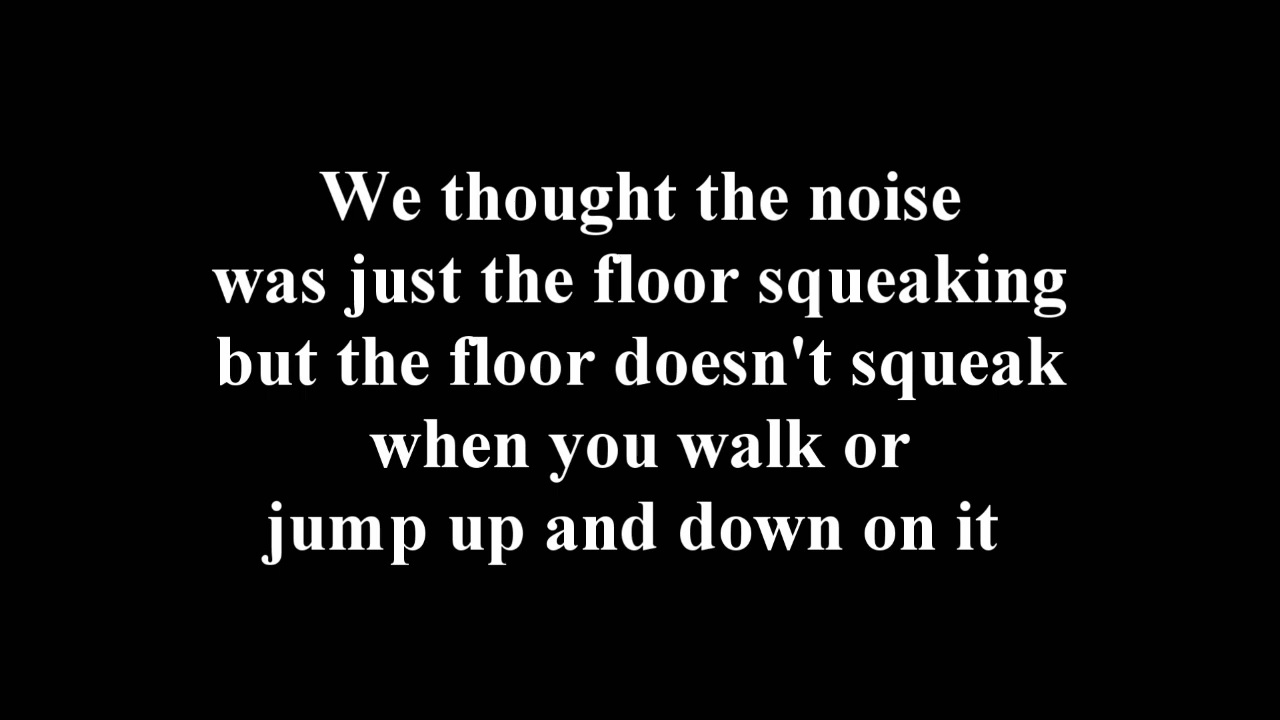 We thought the noise
was just the floor squeaking
but the floor doesn't squeak
when you walk or
jump up and down on it